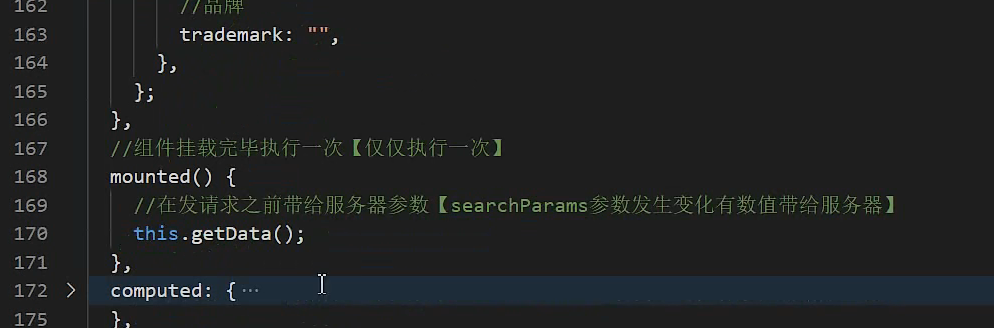 162 //品牌
163 trademark: "",
164 },
165 };
166 },
167 //组件挂载完毕执行一次【仅仅执行一次】
168 mounted() {
169 //在发请求之前带给服务器参数【searchParams参数发生变化有数值带给服务器】
170 this.getData();
171 },
172 computed: {···
175 },